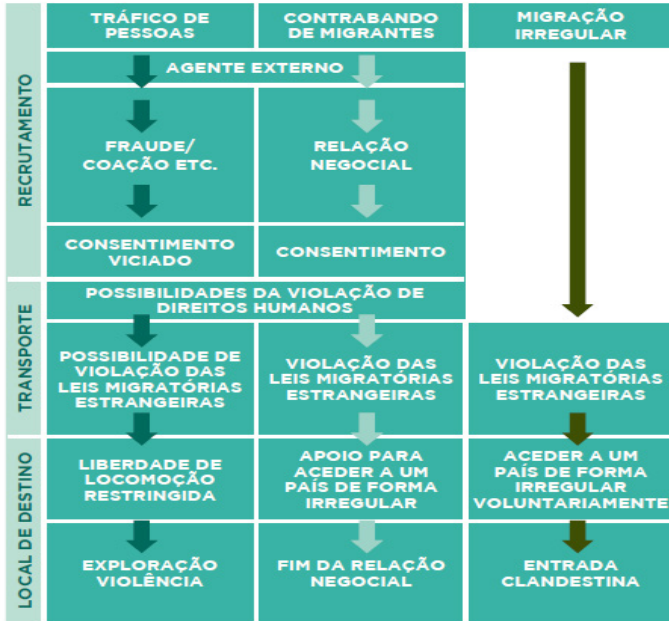 TRÁFICO DE
PESSOAS
CONTRABANDO
DE MIGRANTES
MIGRAÇÃO
IRREGULAR
RECRUTAMENTO
AGENTE EXTERNO
FRAUDE/
COAÇÃO ETC.
RELAÇÃO
NEGOCIAL
CONSENTIMENTO
VICIADO
CONSENTIMENTO
TRANSPORTE
POSSIBILIDADES DA VIOLAÇÃO DE
DIREITOS HUMANOS
POSSIBILIDADE DE
VIOLAÇÃO DAS
LEIS MIGRATÓRIAS
ESTRANGEIRAS
VIOLAÇÃO DAS
LEIS MIGRATÓRIAS
ESTRANGEIRAS
VIOLAÇÃO DAS
LEIS MIGRATÓRIAS
ESTRANGEIRAS
LOCAL DE DESTINO
LIBERDADE DE
LOCOMOÇÃO
RESTRINGIDA
APOIO PARA
ACEDER A UM
PAÍS DE FORMA
IRREGULAR
ACEDER A UM
PAÍS DE FORMA
IRREGULAR
VOLUNTARIAMENTE
EXPLORAÇÃO
VIOLÊNCIA
FIM DA RELAÇÃO
NEGOCIAL
ENTRADA
CLANDESTINA